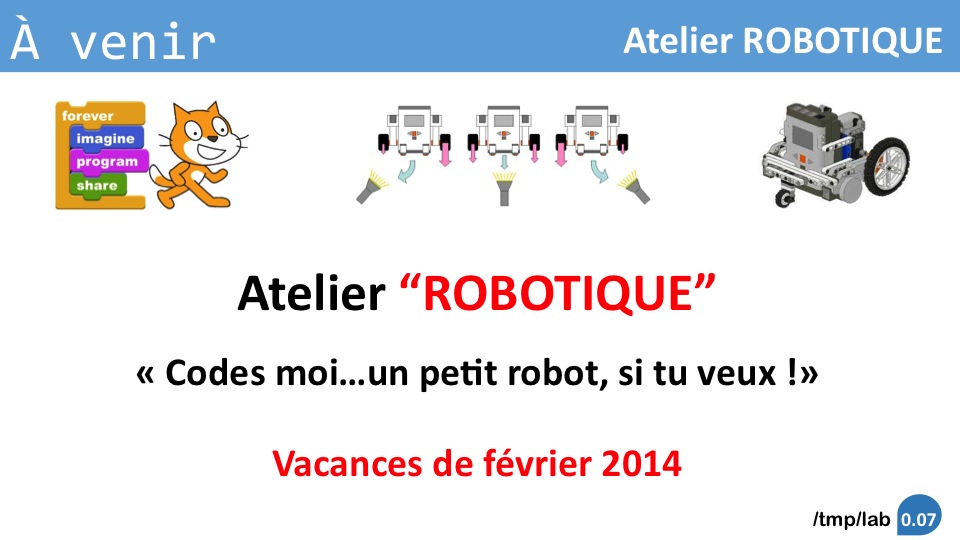 À venir
Atelier ROBOTIQUE
forever
imagine
program
share
Atelier “ROBOTIQUE”
« Codes moi…un petit robot, si tu veux !»
Vacances de février 2014
/tmp/lab 0.07